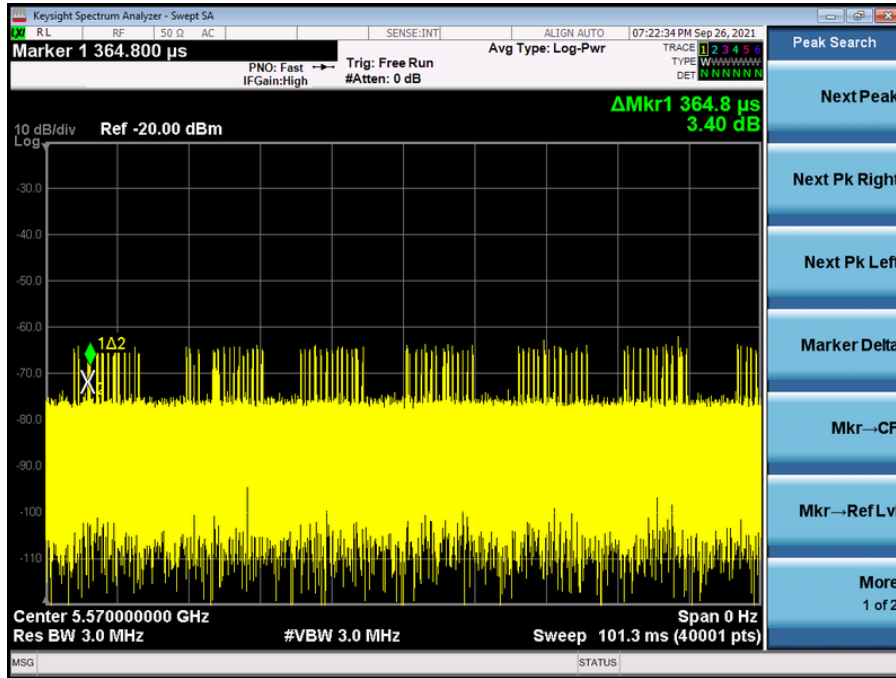 Keysight Spectrum Analyzer - Swept SA
LXI RL RF 50 Ω AC SENSE:INT ALIGN AUTO 07:22:34 PM Sep 26, 2021
Marker 1 364.800 µs
PNO: Fast
IFGain:High
Trig: Free Run
#Atten: 0 dB
Avg Type: Log-Pwr
TRACE 1 2 3 4 5 6
TYPE W
DET N N N N N N
ΔMkr1 364.8 µs
3.40 dB
10 dB/div Ref -20.00 dBm
Log
-30.0
-40.0
-50.0
-60.0
1Δ2
-70.0
2
-80.0
-90.0
-100
-110
Center 5.570000000 GHz Span 0 Hz
Res BW 3.0 MHz #VBW 3.0 MHz Sweep 101.3 ms (40001 pts)
MSG STATUS
Peak Search
Next Peak
Next Pk Right
Next Pk Left
Marker Delta
Mkr→CF
Mkr→Ref Lvl
More
1 of 2